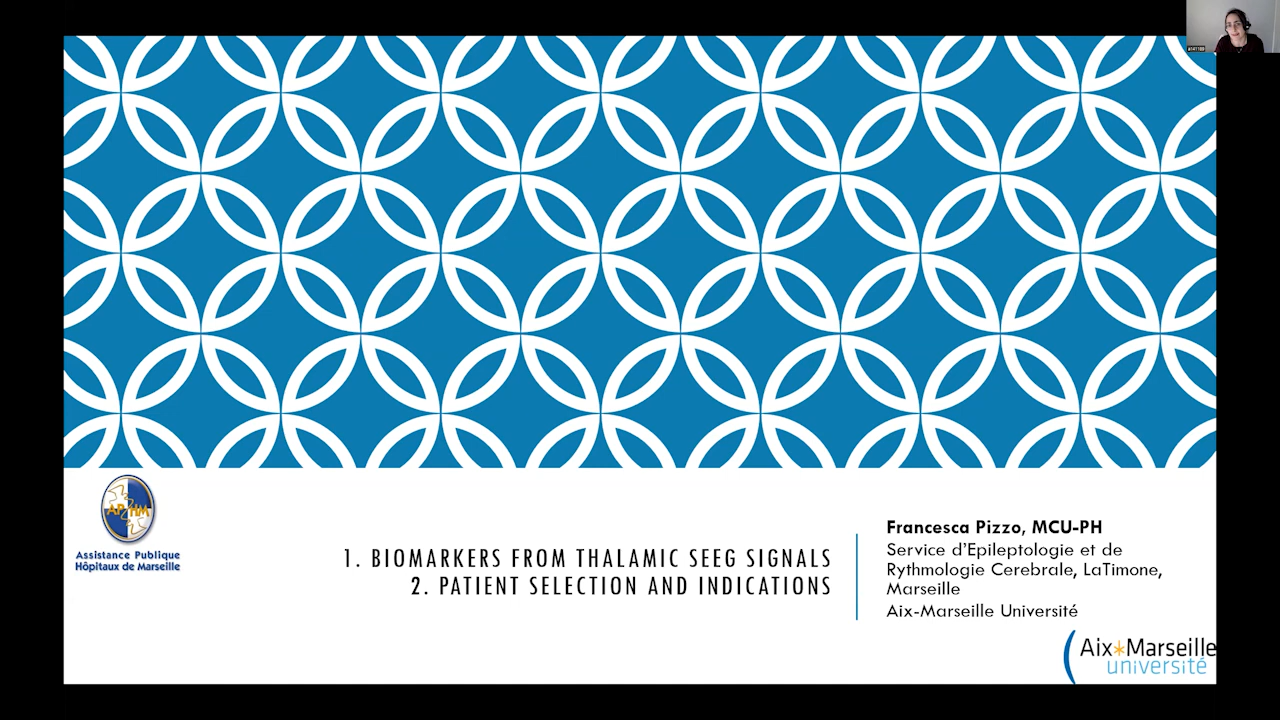 AP HM
Assistance Publique
Hôpitaux de Marseille
1. BIOMARKERS FROM THALAMIC SEEG SIGNALS
2. PATIENT SELECTION AND INDICATIONS
Francesca Pizzo, MCU-PH
Service d'Epileptologie et de
Rythmologie Cerebrale, LaTimone,
Marseille
Aix-Marseille Université
Aix*Marseille
université